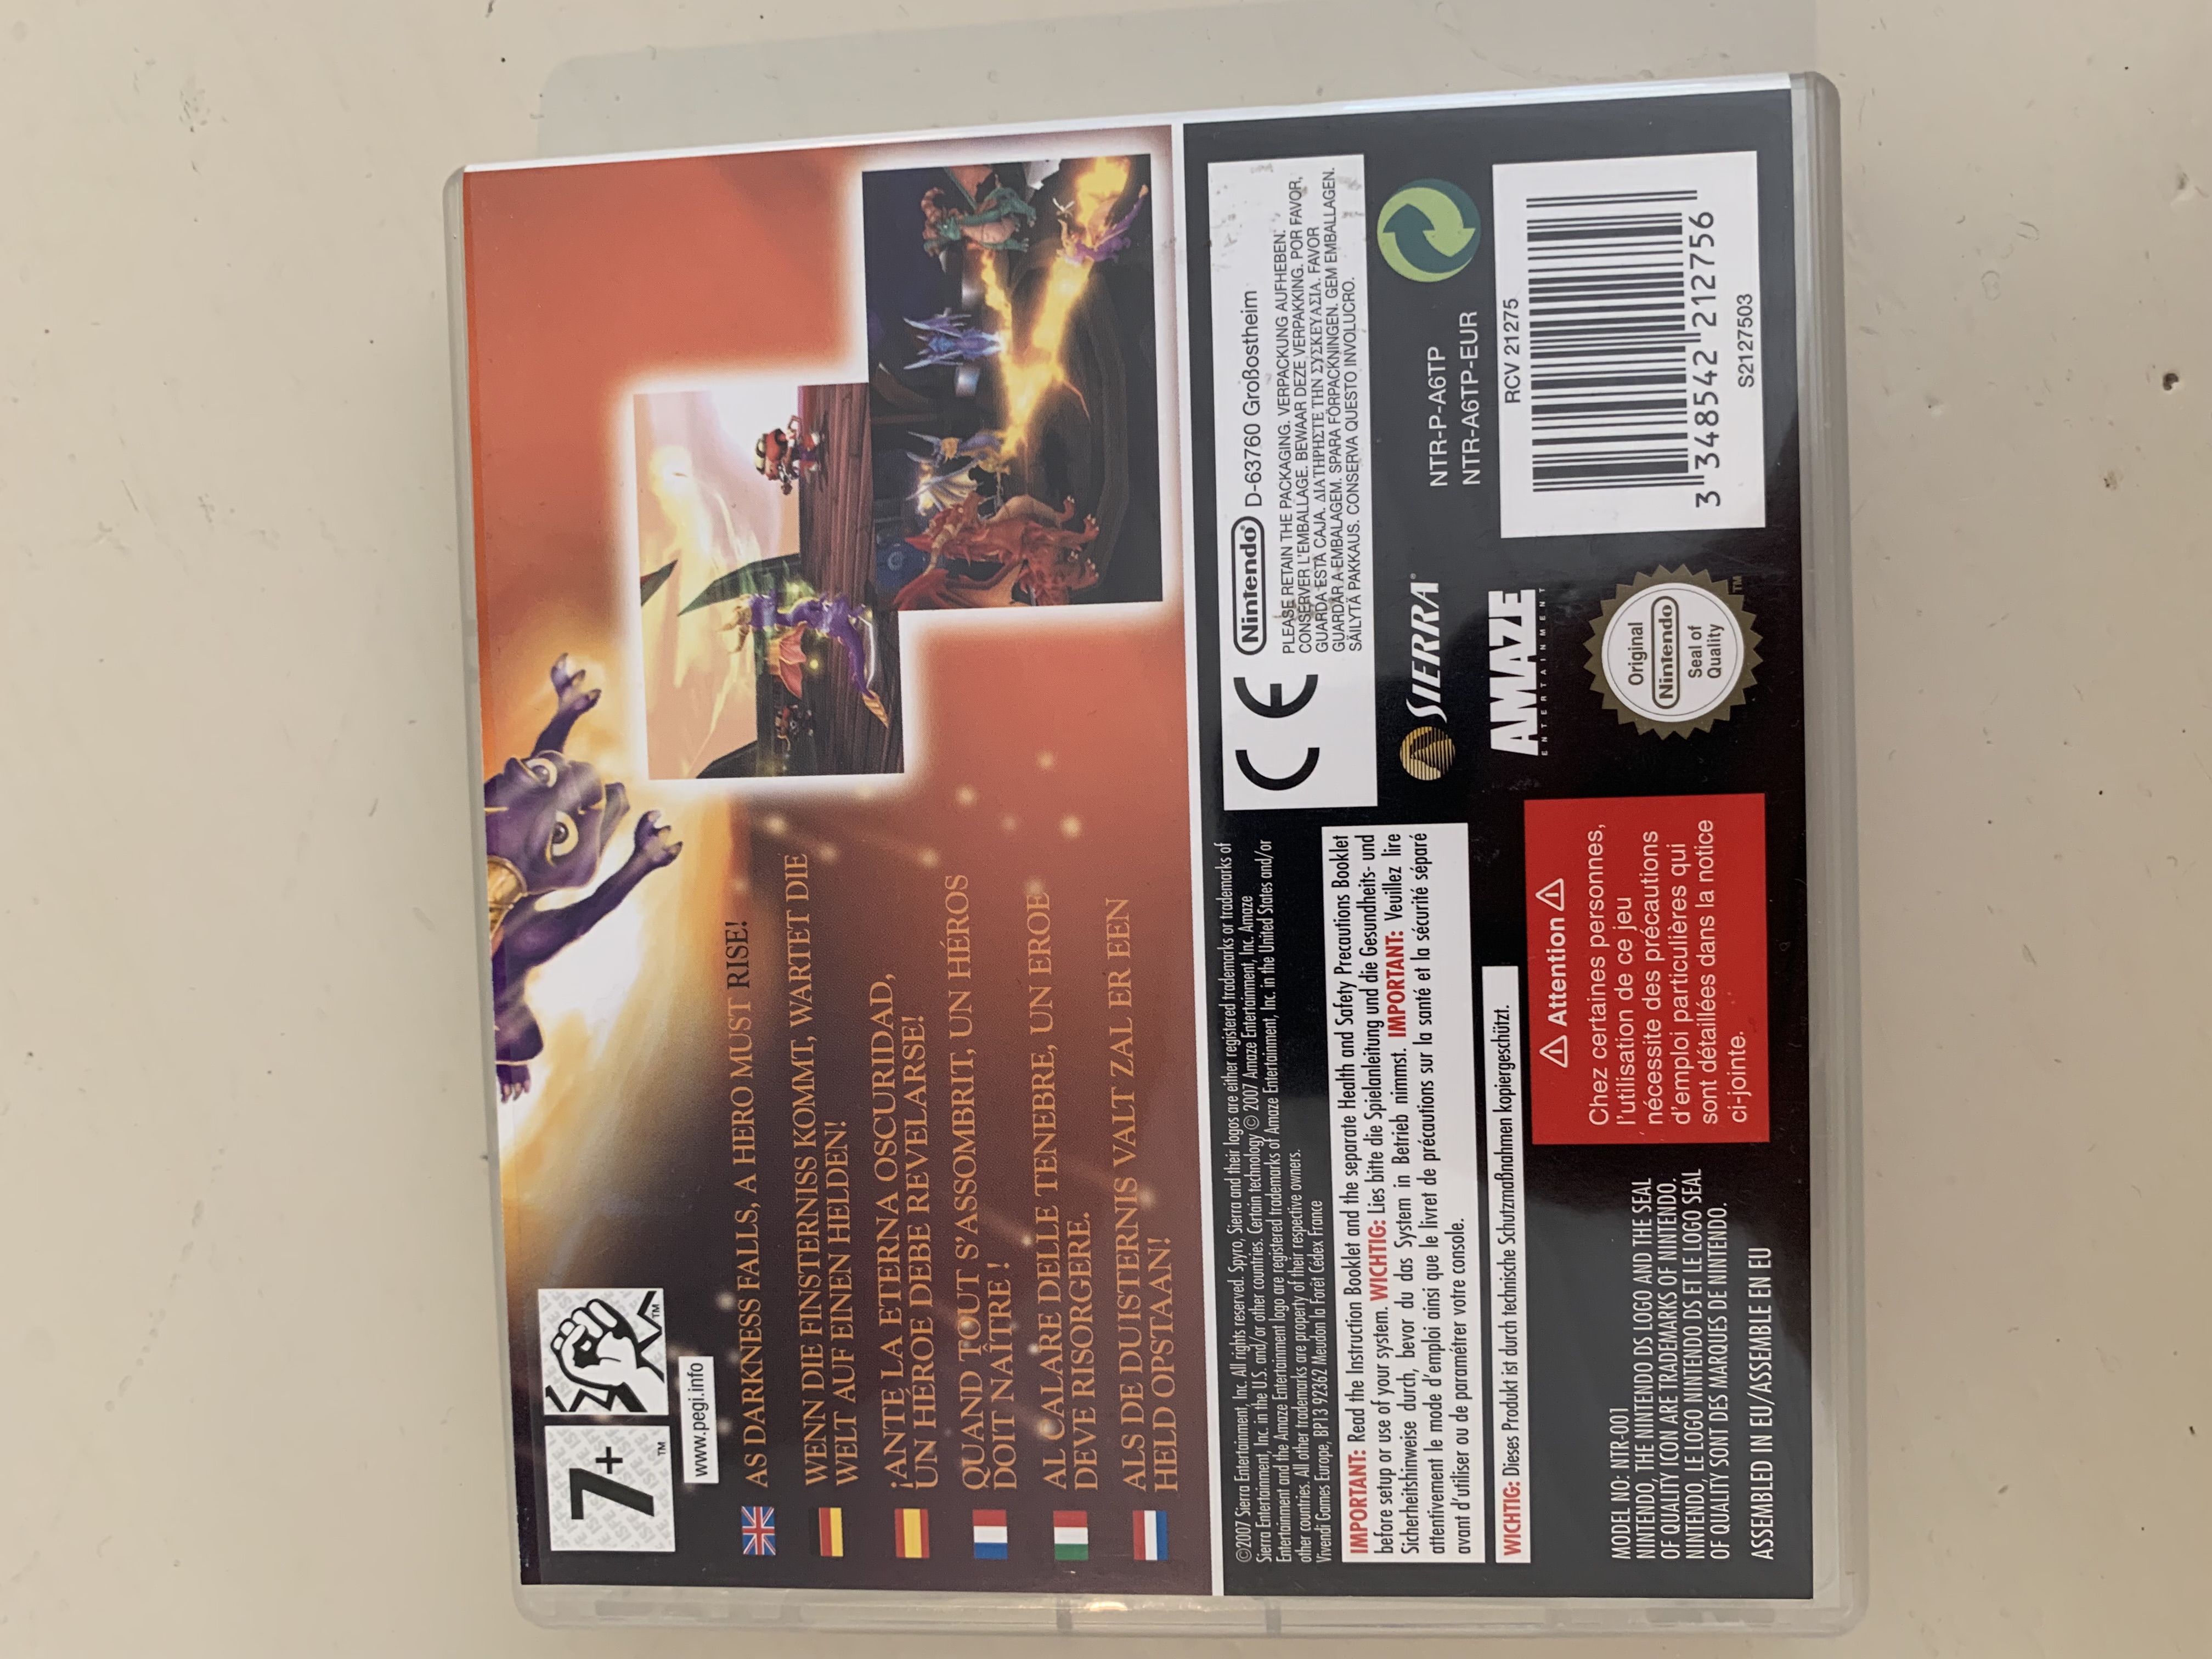 7+
TM
TM
www.pegi.info
AS DARKNESS FALLS, A HERO MUST RISE!
WENN DIE FINSTERNISS KOMMT, WARTET DIE
WELT AUF EINEN HELDEN!
¡ANTE LA ETERNA OSCURIDAD,
UN HÉROE DEBE REVELARSE!
QUAND TOUT S'ASSOMBRIT, UN HÉROS
DOIT NAÎTRE !
AL CALARE DELLE TENEBRE, UN EROE
DEVE RISORGERE.
ALS DE DUISTERNIS VALT ZAL ER EEN
HELD OPSTAAN!
©2007 Sierra Entertainment, Inc. All rights reserved. Spyro, Sierra and their logos are either registered trademarks or trademarks of
Sierra Entertainment, Inc. in the U.S. and/or other countries. Certain technology © 2007 Amaze Entertainment, Inc. Amaze
Entertainment and the Amaze Entertainment logo are registered trademarks of Amaze Entertainment, Inc. in the United States and/or
other countries. All other trademarks are property of their respective owners.
Vivendi Games Europe, BP13 92362 Meudon la Forêt Cédex France
IMPORTANT: Read the Instruction Booklet and the separate Health and Safety Precautions Booklet
before setup or use of your system. WICHTIG: Lies bitte die Spielanleitung und die Gesundheits- und
Sicherheitshinweise durch, bevor du das System in Betrieb nimmst. IMPORTANT: Veuillez lire
attentivement le mode d'emploi ainsi que le livret de précautions sur la santé et la sécurité séparé
avant d'utiliser ou de paramétrer votre console.
WICHTIG: Dieses Produkt ist durch technische Schutzmaßnahmen kopiergeschützt.
MODEL NO: NTR-001
NINTENDO, THE NINTENDO DS LOGO AND THE SEAL
OF QUALITY ICON ARE TRADEMARKS OF NINTENDO.
NINTENDO, LE LOGO NINTENDO DS ET LE LOGO SEAL
OF QUALITY SONT DES MARQUES DE NINTENDO.
ASSEMBLED IN EU/ASSEMBLE EN EU
Attention
Chez certaines personnes,
l'utilisation de ce jeu
nécessite des précautions
d'emploi particulières qui
sont détaillées dans la notice
ci-jointe.
CE
Nintendo® D-63760 Großostheim
PLEASE RETAIN THE PACKAGING. VERPACKUNG AUFHEBEN.
CONSERVER L'EMBALLAGE. BEWAAR DEZE VERPAKKING. POR FAVOR,
GUARDA ESTA CAJA. ΔΙΑΤΗΡΗΣΤΕ ΤΗΝ ΣΥΣΚΕΥΑΣΙΑ. FAVOR
GUARDAR A EMBALAGEM. SPARA FÖRPACKNINGEN. GEM EMBALLAGEN.
SÄILYTÄ PAKKAUS. CONSERVA QUESTO INVOLUCRO.
SIERRA®
AMAZE
ENTERTAINMENT
Original
Nintendo
Seal of
Quality
TM
NTR-P-A6TP
NTR-A6TP-EUR
RCV 21275
3 348542 212756
S2127503